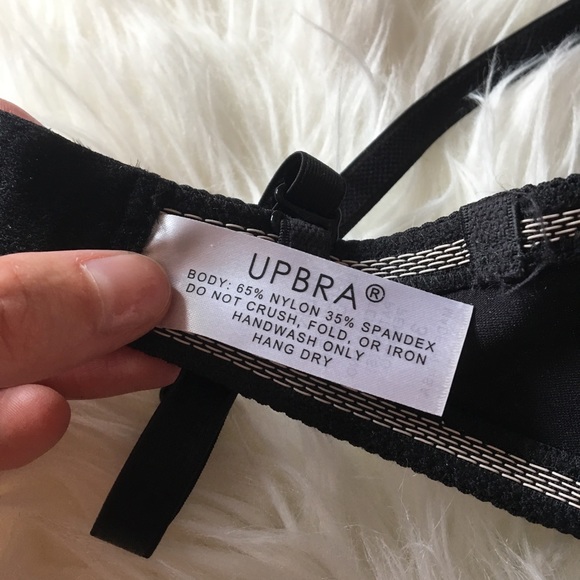 UPBRA®
BODY: 65% NYLON 35% SPANDEX
DO NOT CRUSH, FOLD, OR IRON
HANDWASH ONLY
HANG DRY